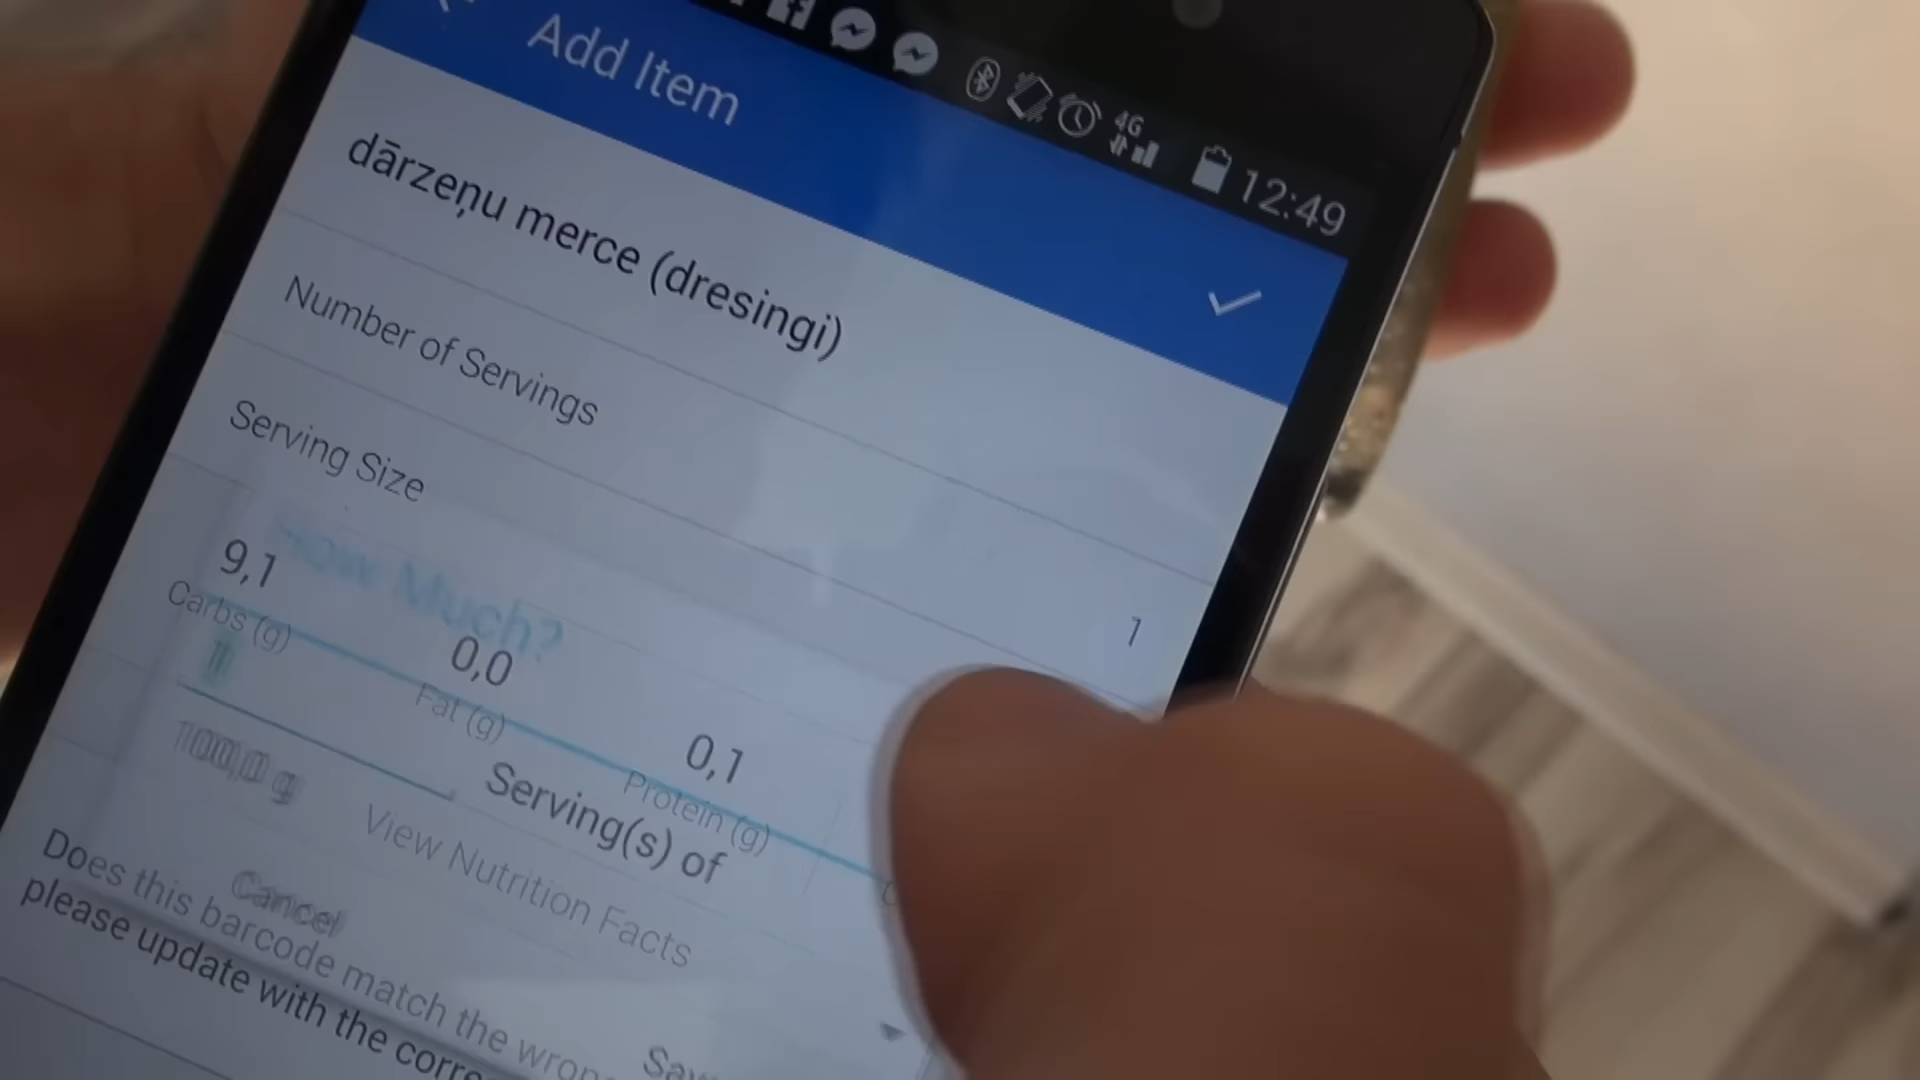 4G
12:49
Add Item
dārzeņu merce (dresingi)
Number of Servings
1
Serving Size
How Much?
9,1
Carbs (g)
0,0
Fat (g)
0,1
Protein (g)
1
100,0 g
Serving(s) of
View Nutrition Facts
Cancel
Does this barcode match the
please update with the